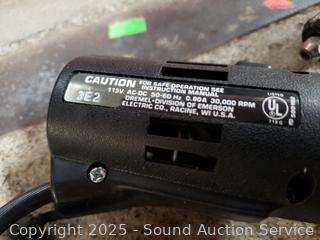 CAUTION FOR SAFE OPERATION SEE
INSTRUCTION MANUAL
115V. AC-DC 50-60 Hz 0.60A 30,000 RPM
DREMEL-DIVISION OF EMERSON
ELECTRIC CO., RACINE, WI U.S.A.
3E2
LISTED
UL
Copyright © 2025 - Sound Auction Service